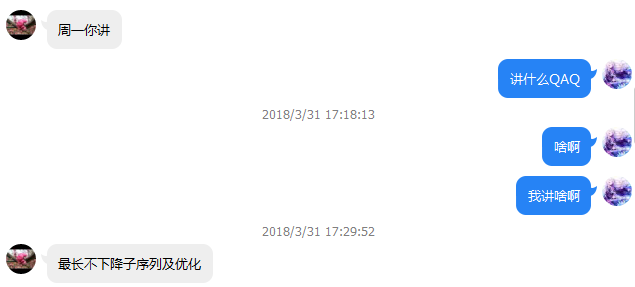 周一你讲
讲什么QAQ
2018/3/31 17:18:13
啥啊
我讲啥啊
2018/3/31 17:29:52
最长不下降子序列及优化